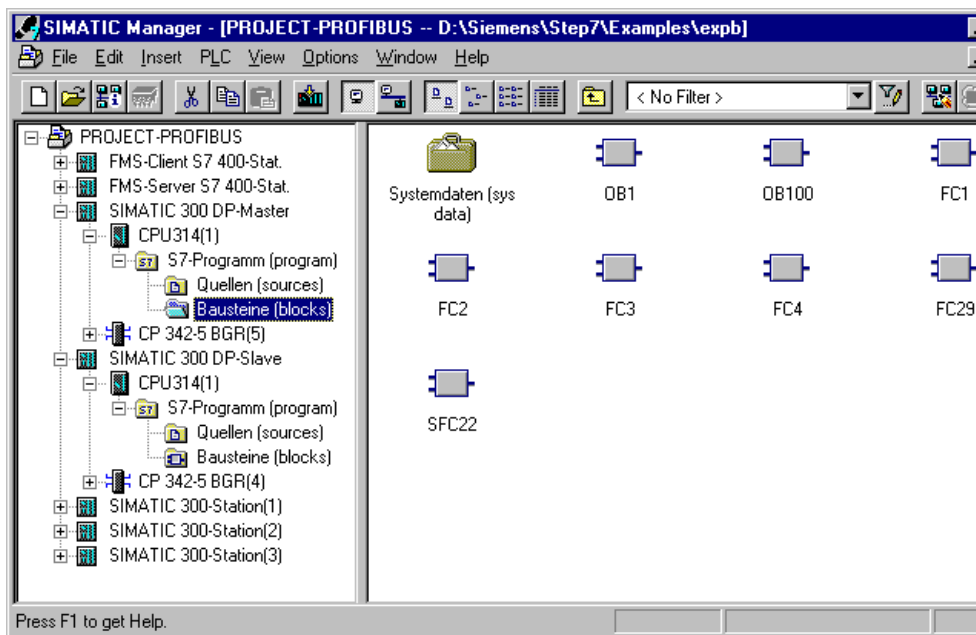 SIMATIC Manager - [PROJECT-PROFIBUS -- D:\Siemens\Step7\Examples\expb]
File Edit Insert PLC View Options Window Help
< No Filter >
PROJECT-PROFIBUS
FMS-Client S7 400-Stat.
FMS-Server S7 400-Stat.
SIMATIC 300 DP-Master
CPU314(1)
S7-Programm (program)
Quellen (sources)
Bausteine (blocks)
CP 342-5 BGR(5)
SIMATIC 300 DP-Slave
CPU314(1)
S7-Programm (program)
Quellen (sources)
Bausteine (blocks)
CP 342-5 BGR(4)
SIMATIC 300-Station(1)
SIMATIC 300-Station(2)
SIMATIC 300-Station(3)
Systemdaten (sys
data)
OB1
OB100
FC1
FC2
FC3
FC4
FC29
SFC22
Press F1 to get Help.